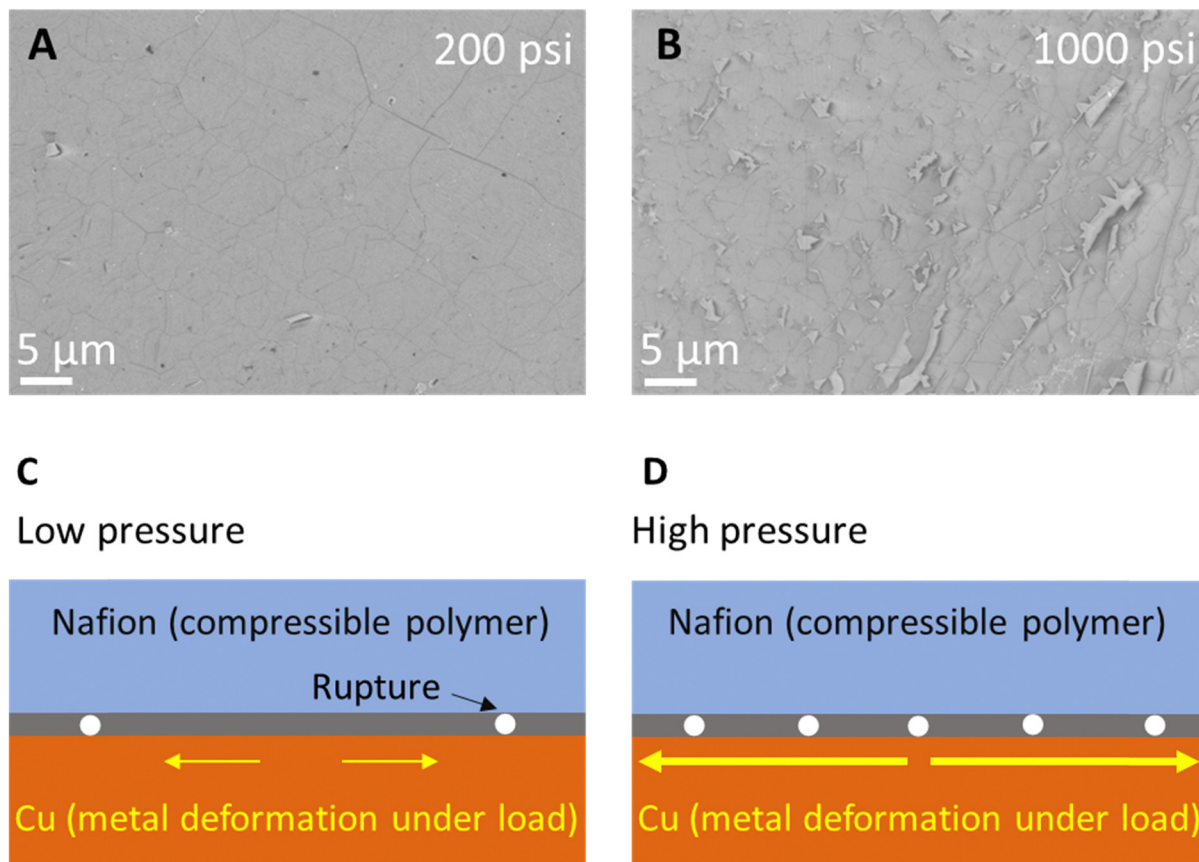 A
200 psi
5 μm
B
1000 psi
5 μm
C
Low pressure
Nafion (compressible polymer)
Rupture
Cu (metal deformation under load)
D
High pressure
Nafion (compressible polymer)
Cu (metal deformation under load)